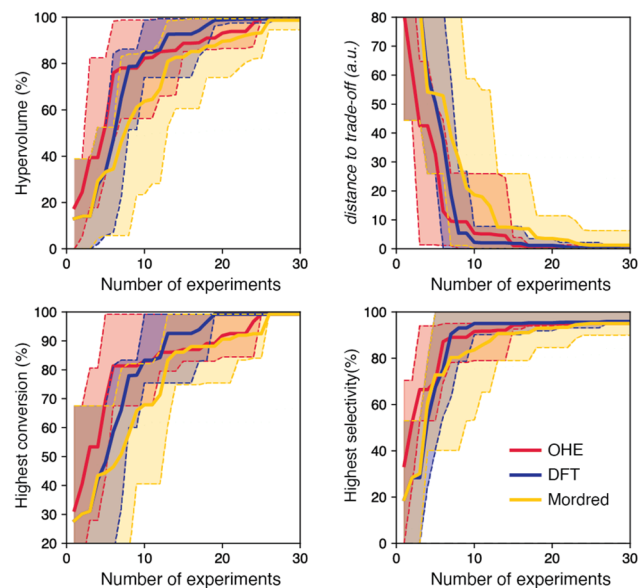 Hypervolume (%)
100
80
60
40
20
0
0 10 20 30
Number of experiments
distance to trade-off (a.u.)
80
70
60
50
40
30
20
10
0
0 10 20 30
Number of experiments
Highest conversion (%)
100
90
80
70
60
50
40
30
20
0 10 20 30
Number of experiments
Highest selectivity(%)
100
80
60
40
20
0
OHE
DFT
Mordred
0 10 20 30
Number of experiments